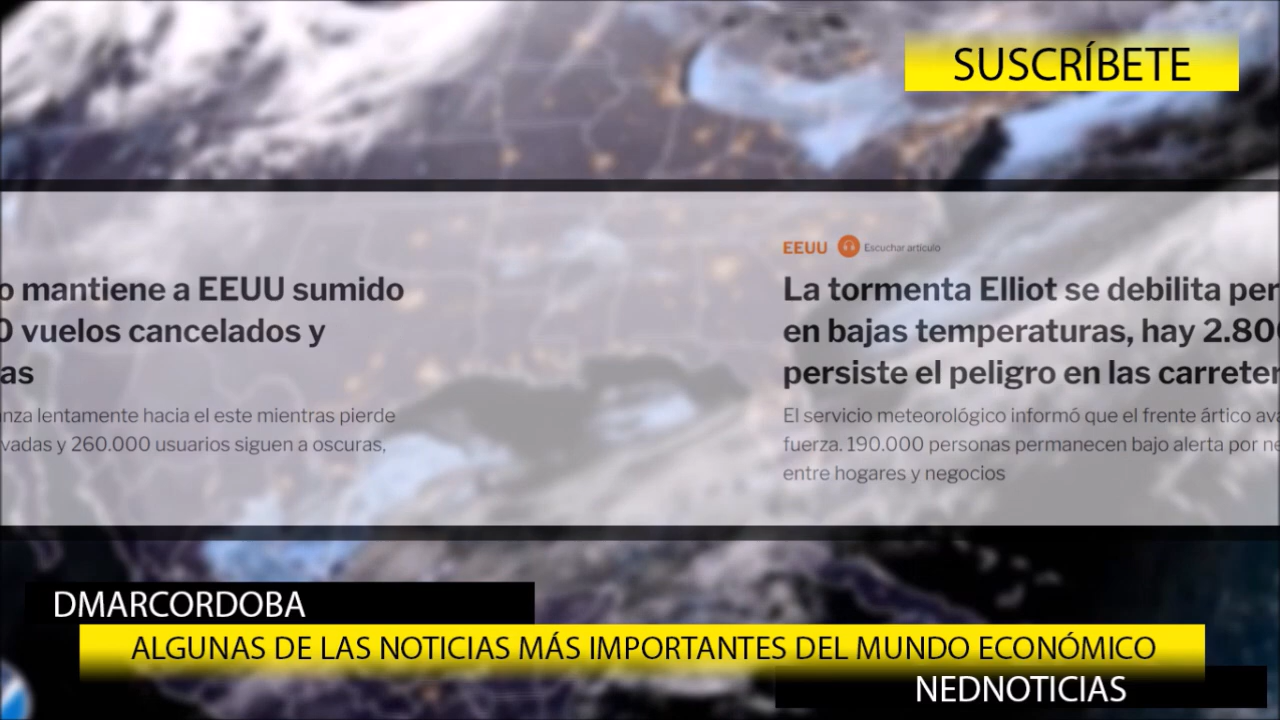 SUSCRÍBETE
EEUU Escuchar artículo
o mantiene a EEUU sumido
0 vuelos cancelados y
as
anza lentamente hacia el este mientras pierde
vadas y 260.000 usuarios siguen a oscuras,
La tormenta Elliot se debilita per
en bajas temperaturas, hay 2.80
persiste el peligro en las carreter
El servicio meteorológico informó que el frente ártico ava
fuerza. 190.000 personas permanecen bajo alerta por ne
entre hogares y negocios
DMARCORDOBA
ALGUNAS DE LAS NOTICIAS MÁS IMPORTANTES DEL MUNDO ECONÓMICO
NEDNOTICIAS